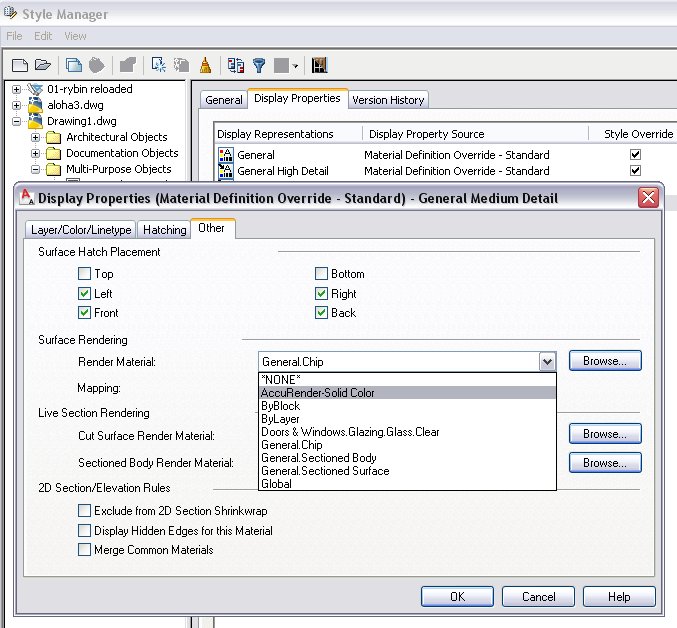 Style Manager
File Edit View
01-rybin reloaded
aloha3.dwg
Drawing1.dwg
Architectural Objects
Documentation Objects
Multi-Purpose Objects
General Display Properties Version History
Display Representations Display Property Source Style Override
General Material Definition Override - Standard
General High Detail Material Definition Override - Standard
Display Properties (Material Definition Override - Standard) - General Medium Detail
Layer/Color/Linetype Hatching Other
Surface Hatch Placement
Top Bottom
Left Right
Front Back
Surface Rendering
Render Material: General.Chip Browse...
Mapping:
*NONE*
AccuRender-Solid Color
ByBlock
ByLayer
Doors & Windows.Glazing.Glass.Clear
General.Chip
General.Sectioned Body
General.Sectioned Surface
Global
Live Section Rendering
Cut Surface Render Material: Browse...
Sectioned Body Render Material: Browse...
2D Section/Elevation Rules
Exclude from 2D Section Shrinkwrap
Display Hidden Edges for this Material
Merge Common Materials
OK Cancel Help